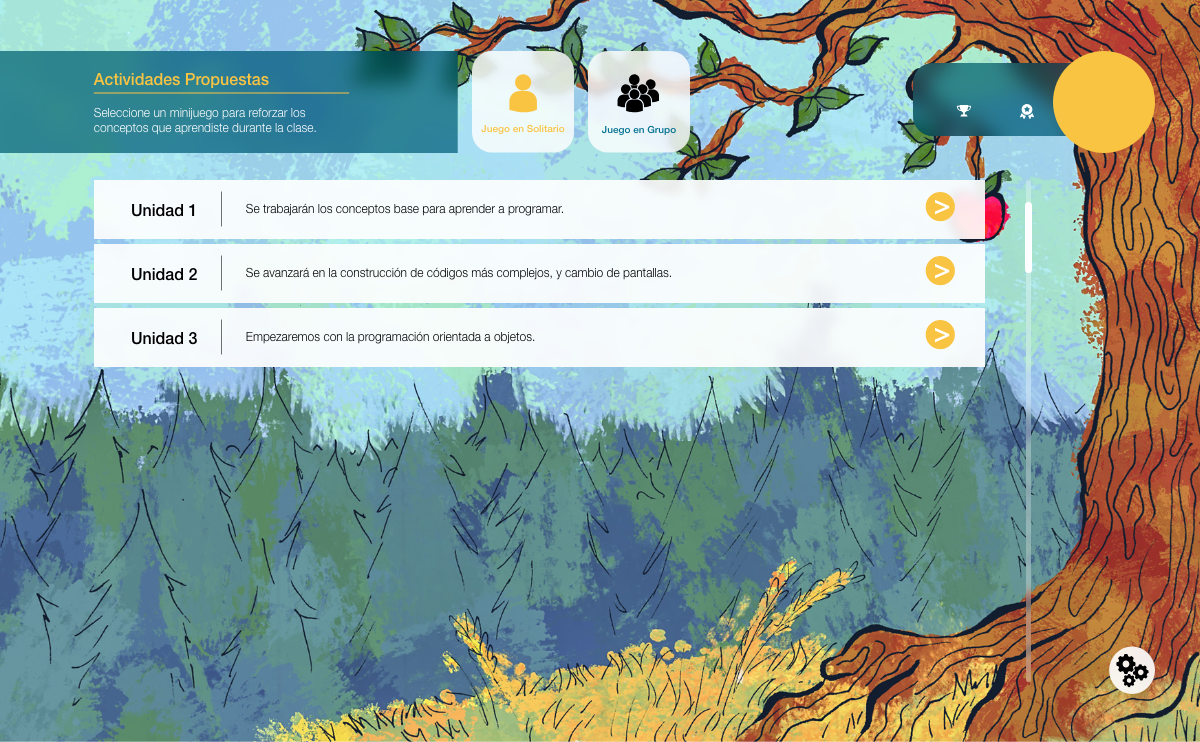 Actividades Propuestas
Seleccione un minijuego para reforzar los
conceptos que aprendiste durante la clase.
Juego en Solitario
Juego en Grupo
Unidad 1
Se trabajarán los conceptos base para aprender a programar.
>
Unidad 2
Se avanzará en la construcción de códigos más complejos, y cambio de pantallas.
>
Unidad 3
Empezaremos con la programación orientada a objetos.
>